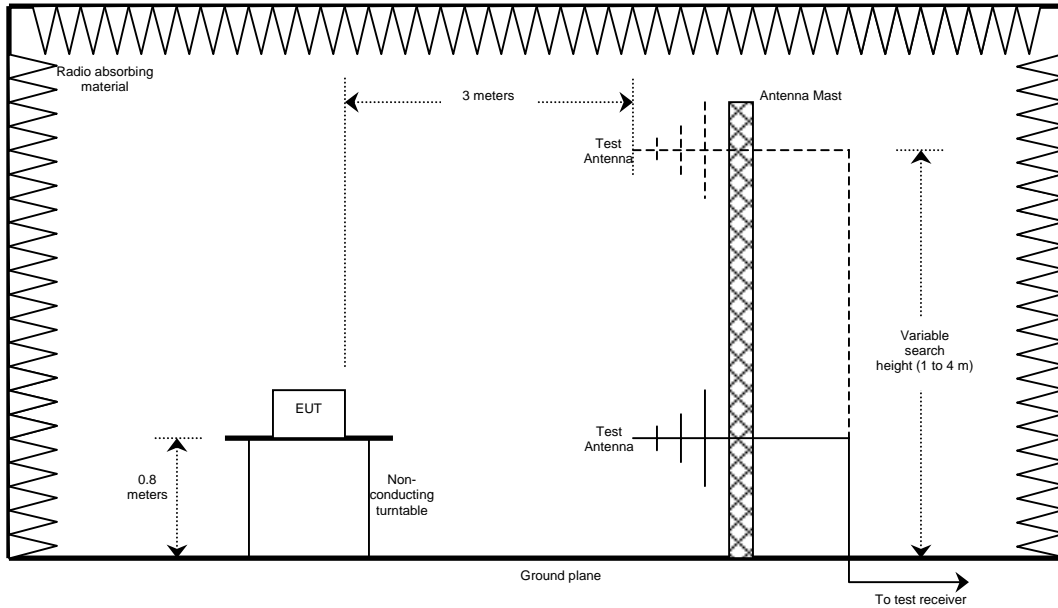 Radio absorbing
material
3 meters
Antenna Mast
Test
Antenna
Variable
search
height (1 to 4 m)
EUT
Test
Antenna
0.8
meters
Non-
conducting
turntable
Ground plane
To test receiver